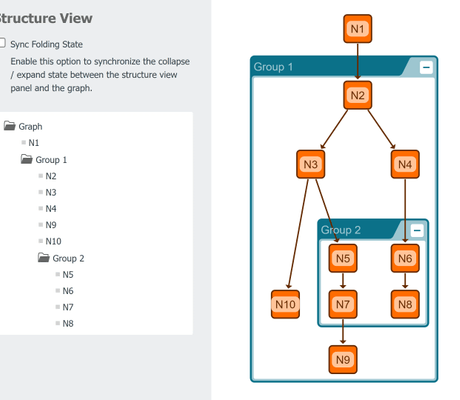 Structure View
Sync Folding State
Enable this option to synchronize the collapse
/ expand state between the structure view
panel and the graph.
Graph
N1
Group 1
N2
N3
N4
N9
N10
Group 2
N5
N6
N7
N8
N1
Group 1
N2
N3
N4
Group 2
N5
N6
N10
N7
N8
N9